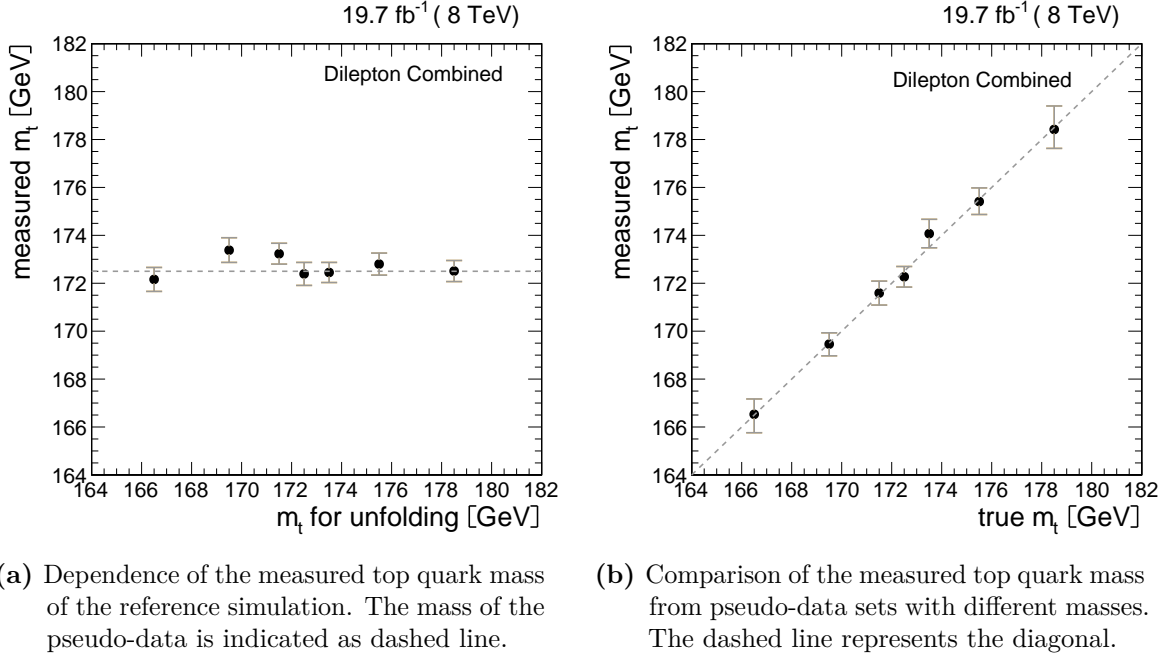 19.7 fb⁻¹ ( 8 TeV)
measured mₜ [GeV]
Dilepton Combined
182
180
178
176
174
172
170
168
166
164
164 166 168 170 172 174 176 178 180 182
mₜ for unfolding [GeV]
19.7 fb⁻¹ ( 8 TeV)
measured mₜ [GeV]
Dilepton Combined
182
180
178
176
174
172
170
168
166
164
164 166 168 170 172 174 176 178 180 182
true mₜ [GeV]
a) Dependence of the measured top quark mass
of the reference simulation. The mass of the
pseudo-data is indicated as dashed line.
(b) Comparison of the measured top quark mass
from pseudo-data sets with different masses.
The dashed line represents the diagonal.